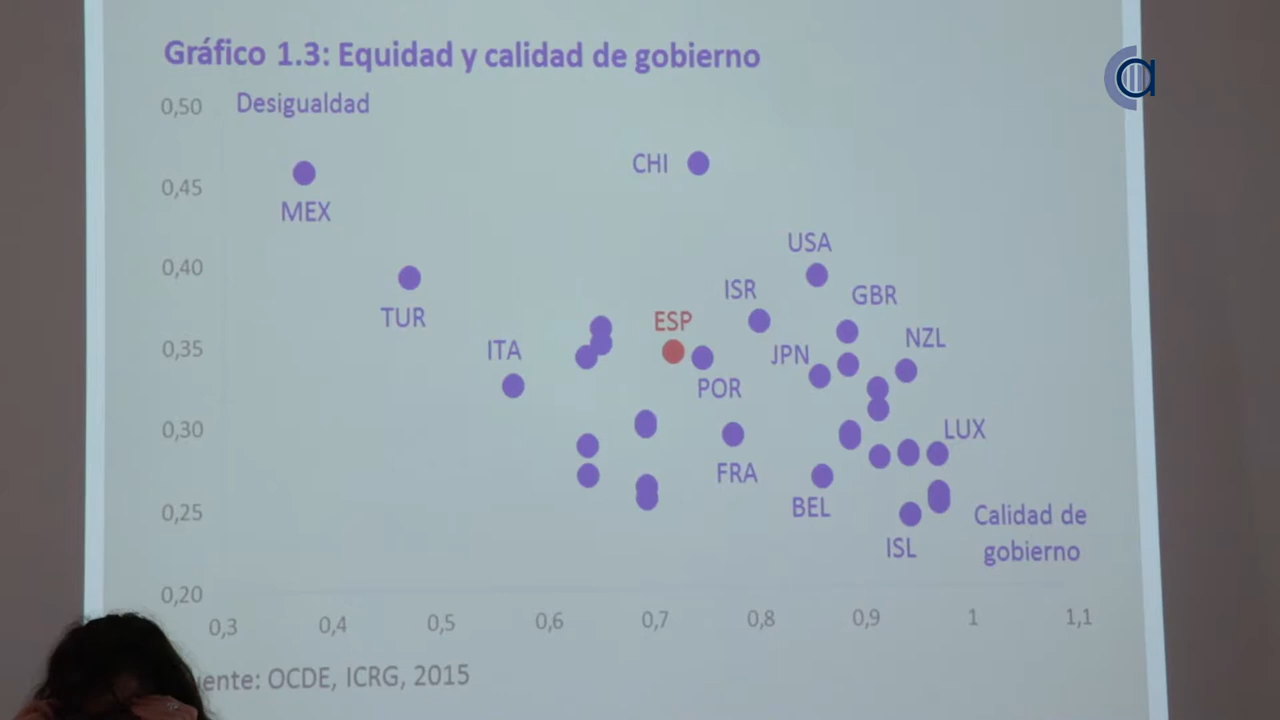 Gráfico 1.3: Equidad y calidad de gobierno
0,50 Desigualdad
CHI
0,45
MEX
USA
0,40
ISR GBR
TUR ESP
NZL
0,35 ITA JPN
POR
0,30 LUX
FRA
BEL
0,25 Calidad de
ISL gobierno
0,20
0,3 0,4 0,5 0,6 0,7 0,8 0,9 1 1,1
OCDE, ICRG, 2015